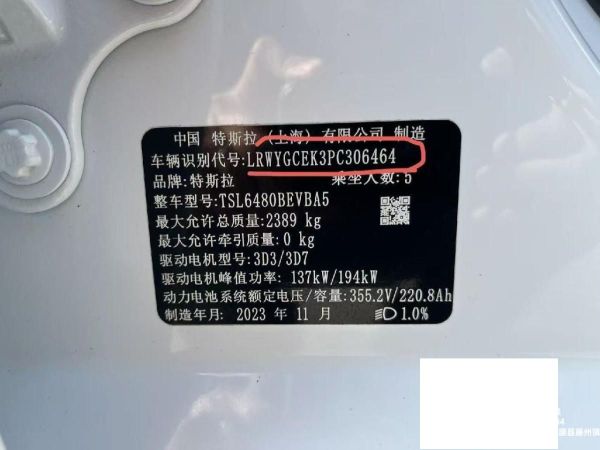 中国 特斯拉(上海)有限公司 制造
车辆识别代号:LRWYGCEK3PC306464
品牌:特斯拉 乘坐人数:5
整车型号:TSL6480BEVBA5
最大允许总质量:2389 kg
最大允许牵引质量:0 kg
驱动电机型号:3D3/3D7
驱动电机峰值功率: 137kW/194kW
动力电池系统额定电压/容量:355.2V/220.8Ah
制造年月: 2023 年 11 月 1.0%